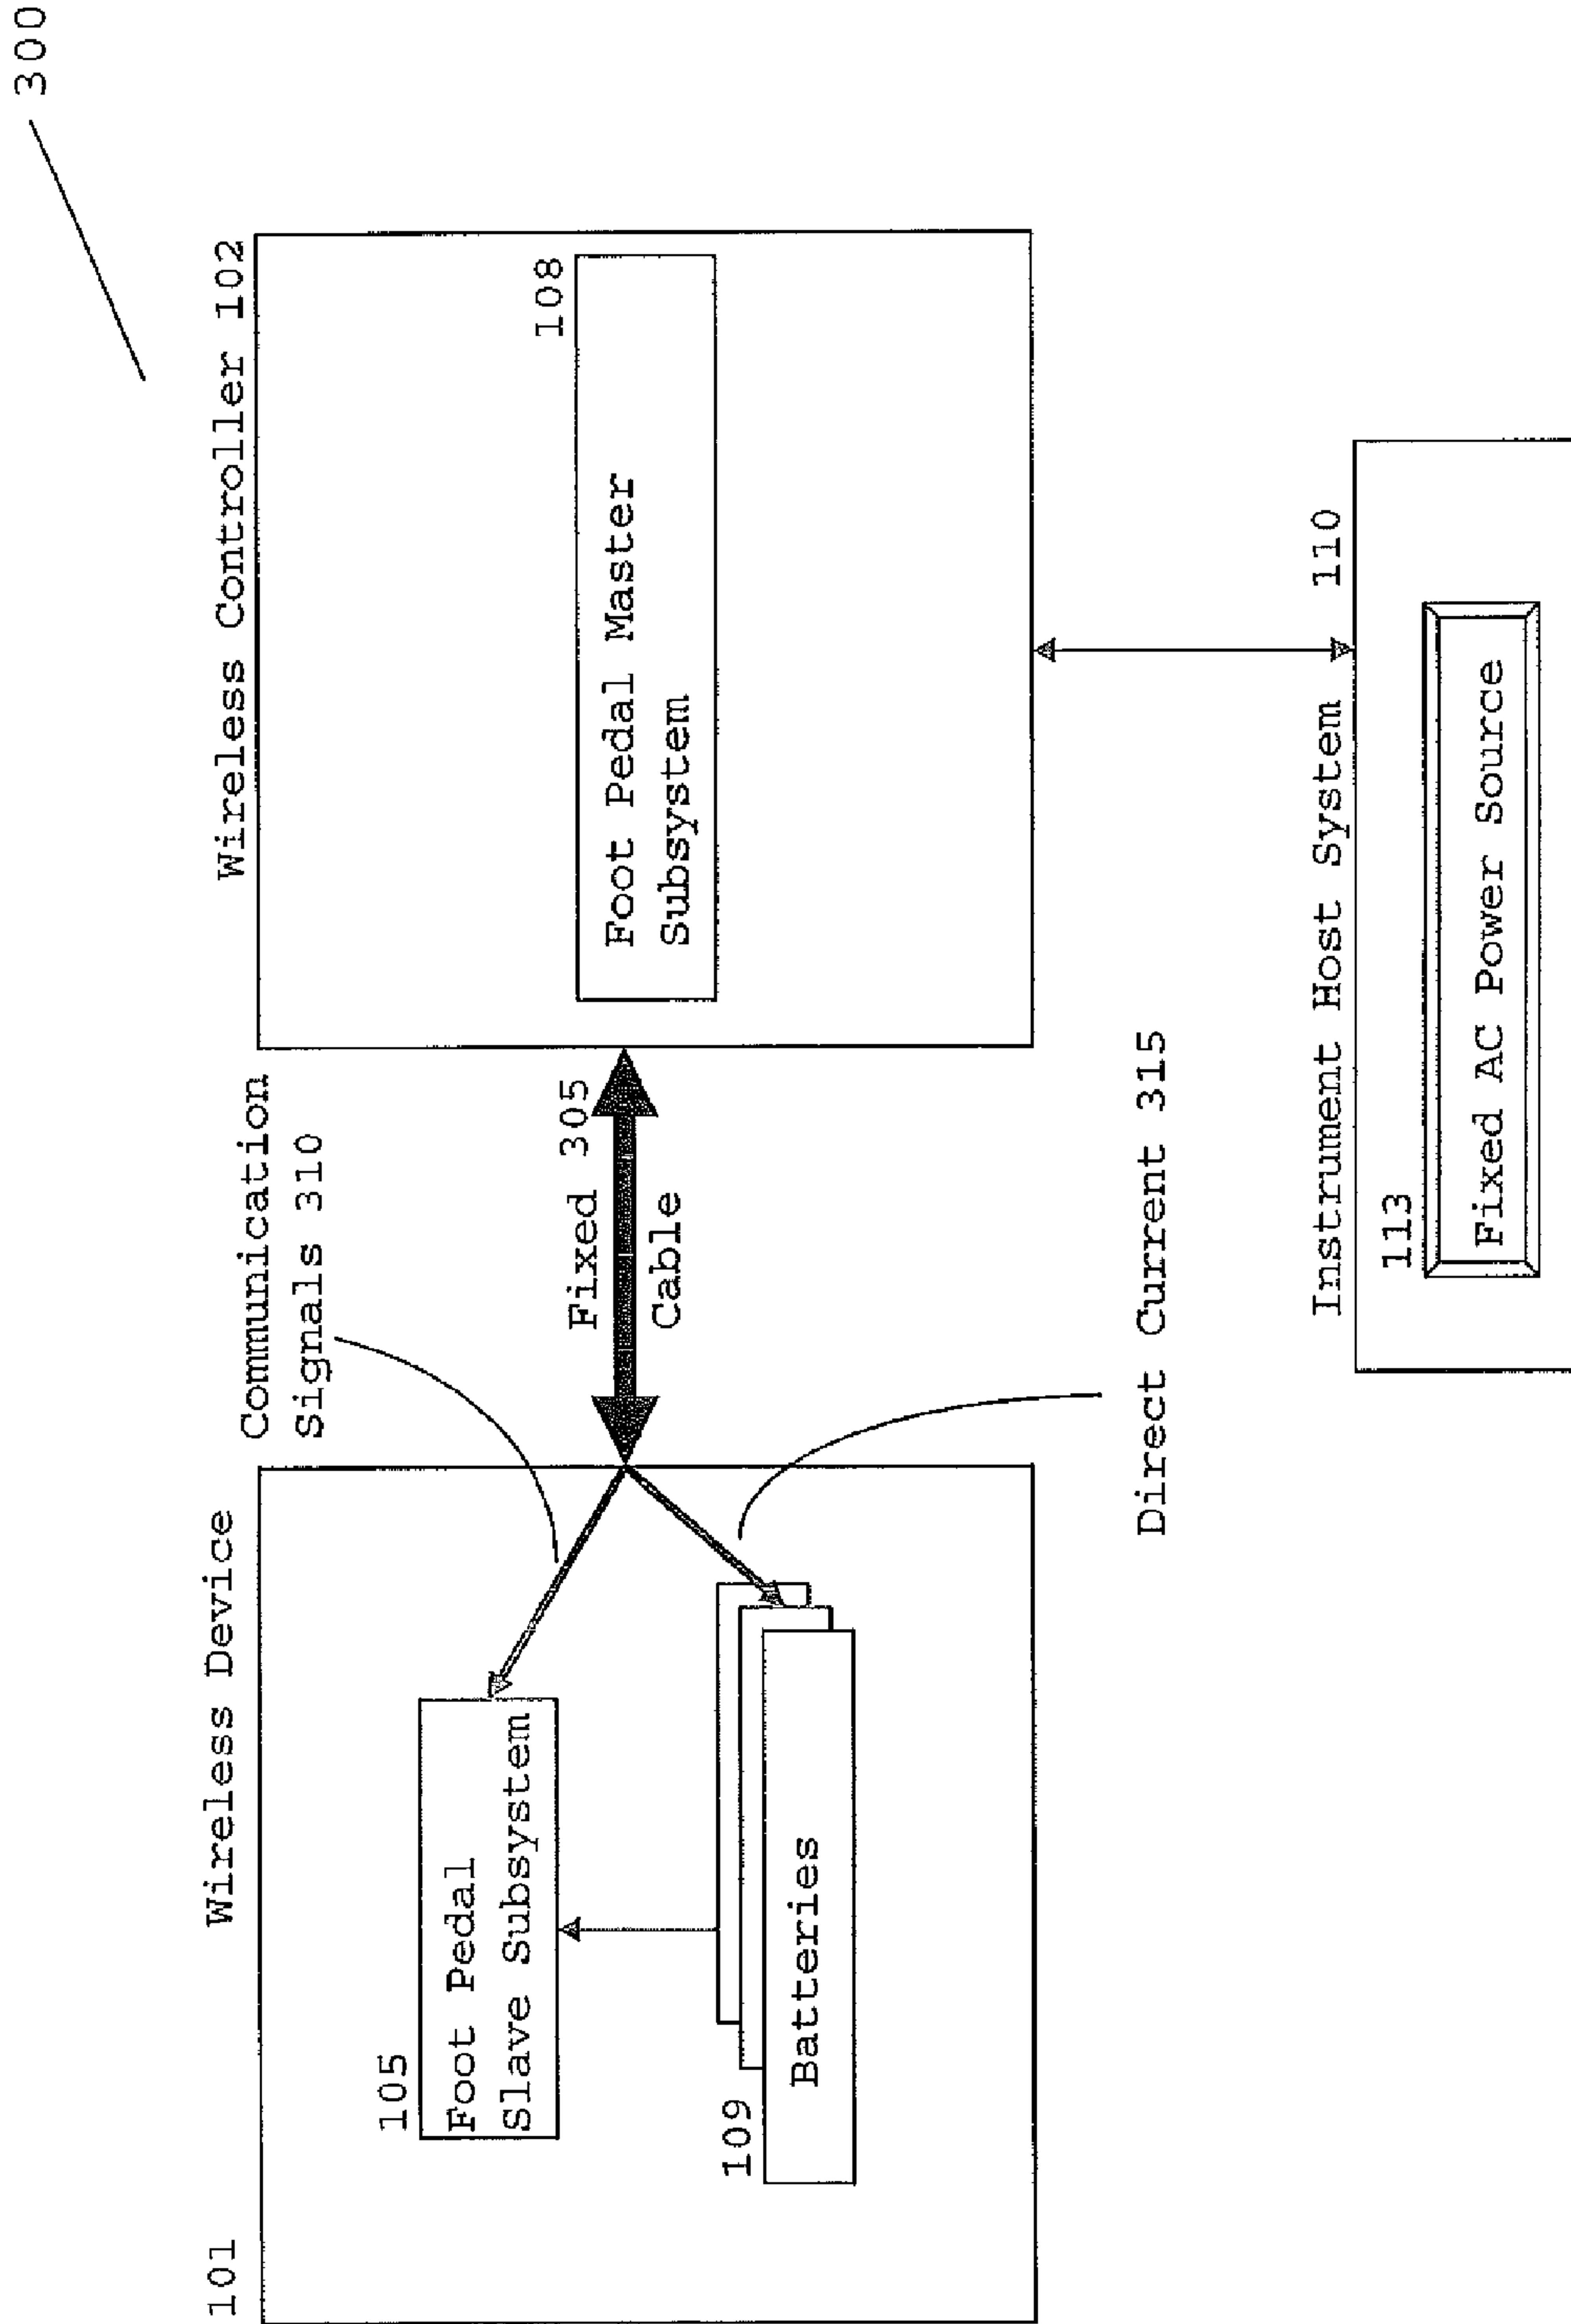 300
101
Wireless Device
105
Foot Pedal
Slave Subsystem
109
Batteries
Communication
Signals 310
Fixed 305
Cable
Direct Current 315
Wireless Controller 102
108
Foot Pedal Master
Subsystem
Instrument Host System 110
113
Fixed AC Power Source